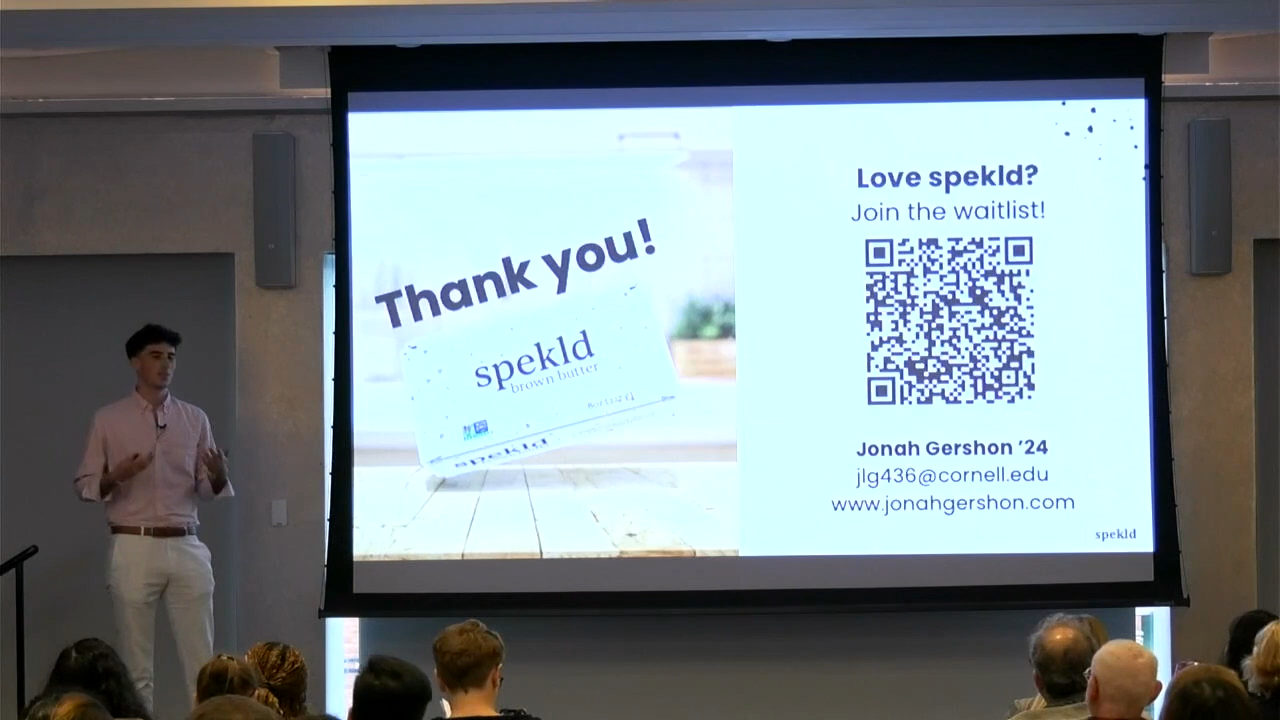 Thank you!
spekld
brown butter
spekld
Love spekld?
Join the waitlist!
Jonah Gershon ’24
jlg436@cornell.edu
www.jonahgershon.com
spekld